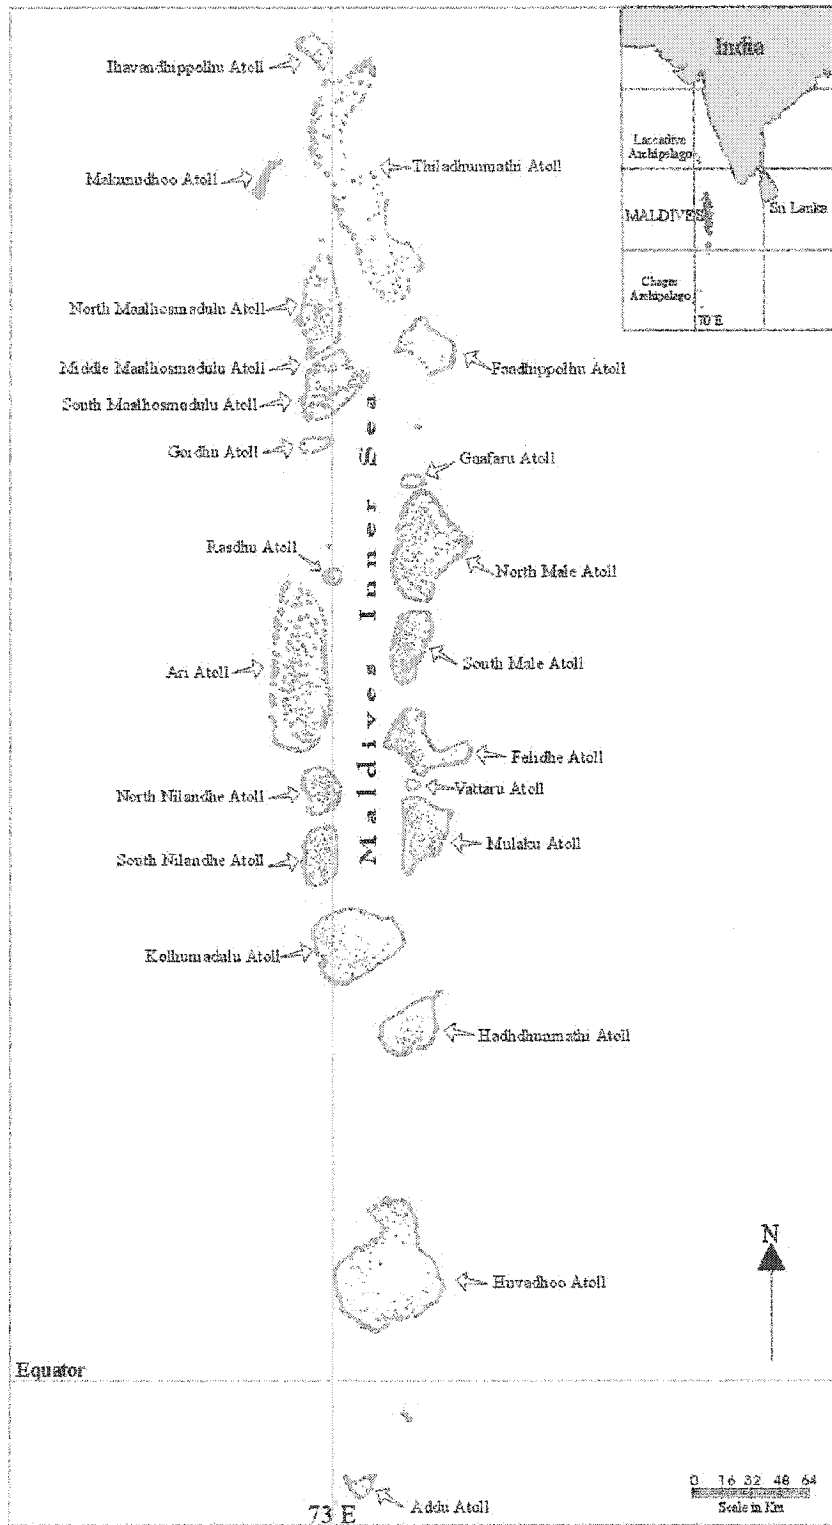 Ihavandhippolhu Atoll
India
Laccadive
Archipelago
Makunudhoo Atoll
Thiladhunmathi Atoll
MALDIVES
Sri Lanka
Chagos
Archipelago
70 E
North Maalhosmadulu Atoll
Middle Maalhosmadulu Atoll
Faadhippolhu Atoll
South Maalhosmadulu Atoll
Goidhu Atoll
Gaafaru Atoll
Rasdhu Atoll
North Male Atoll
Maldives Inner Sea
Ari Atoll
South Male Atoll
Felidhe Atoll
North Nilandhe Atoll
Vattaru Atoll
South Nilandhe Atoll
Mulaku Atoll
Kolhumadulu Atoll
Hadhdhunmathi Atoll
N
Huvadhoo Atoll
Equator
0 16 32 48 64
Scale in Km
73 E
Addu Atoll